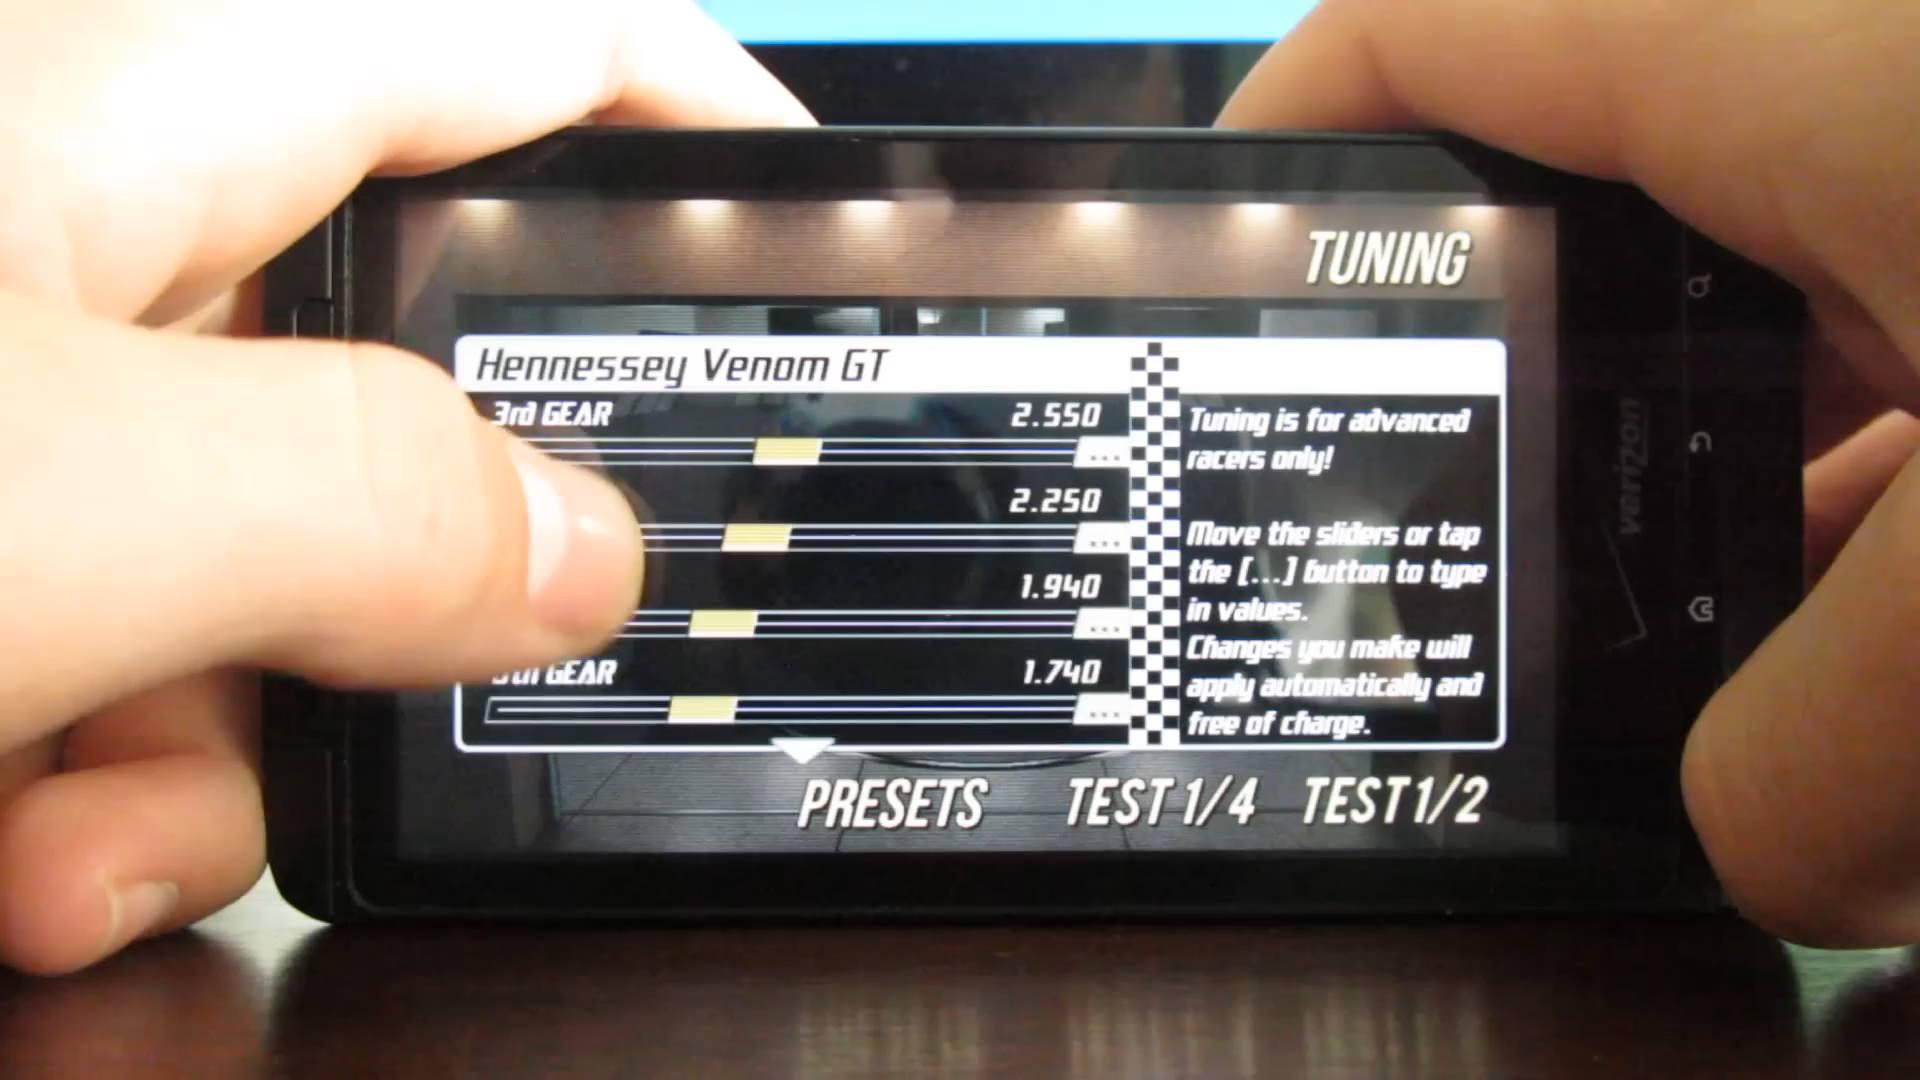 TUNING
Hennessey Venom GT
3rd GEAR 2.550
...
2.250
...
1.940
...
GEAR 1.740
...
Tuning is for advanced
racers only!
Move the sliders or tap
the [...] button to type
in values.
Changes you make will
apply automatically and
free of charge.
PRESETS TEST 1/4 TEST 1/2
verizon